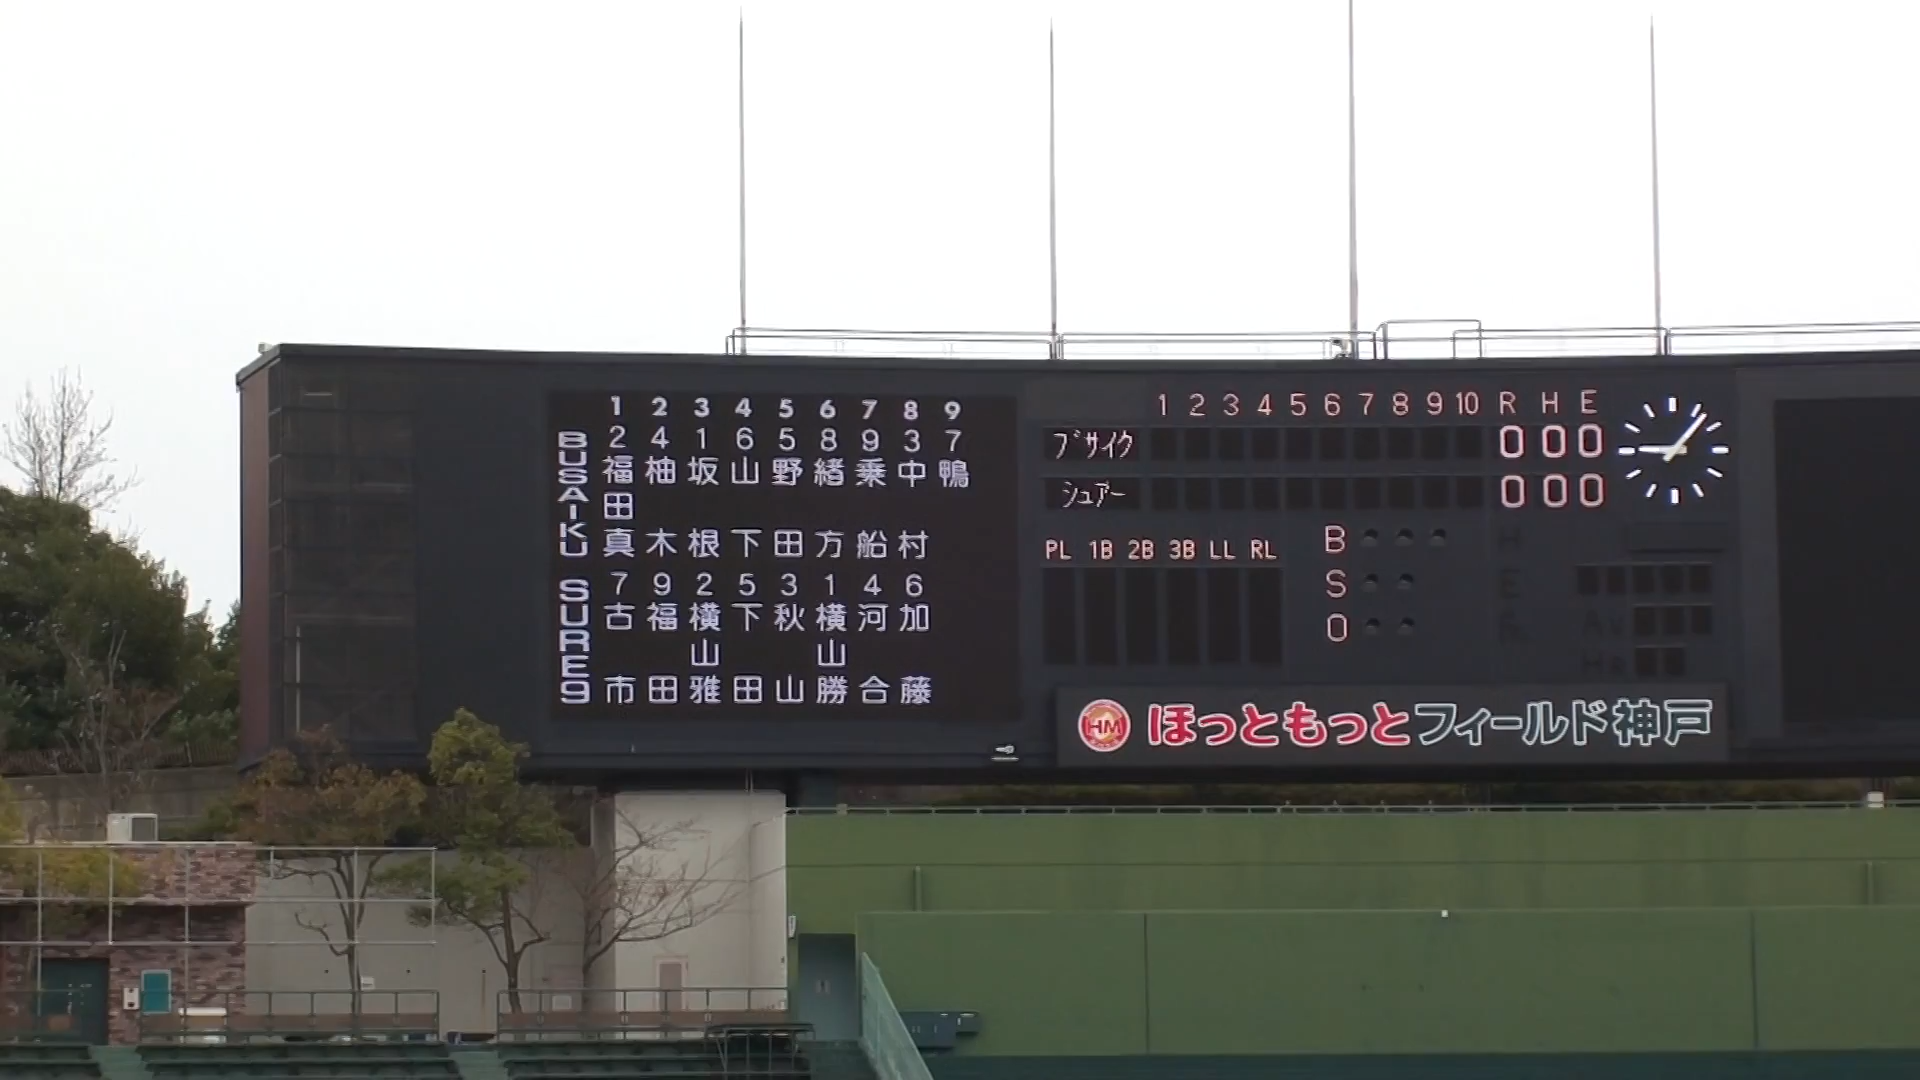 1 2 3 4 5 6 7 8 9
BUSAIKU
2 4 1 6 5 8 9 3 7
福 柚 坂 山 野 緒 乗 中 鴨
田
真 木 根 下 田 方 船 村
SURE9
7 9 2 5 3 1 4 6
古 福 横 下 秋 横 河 加
山 山
市 田 雅 田 山 勝 合 藤
1 2 3 4 5 6 7 8 9 10 R H E
ブサイク 0 0 0
シュアー 0 0 0
PL 1B 2B 3B LL RL
B
S
O
H
E
HM ほっともっとフィールド神戸